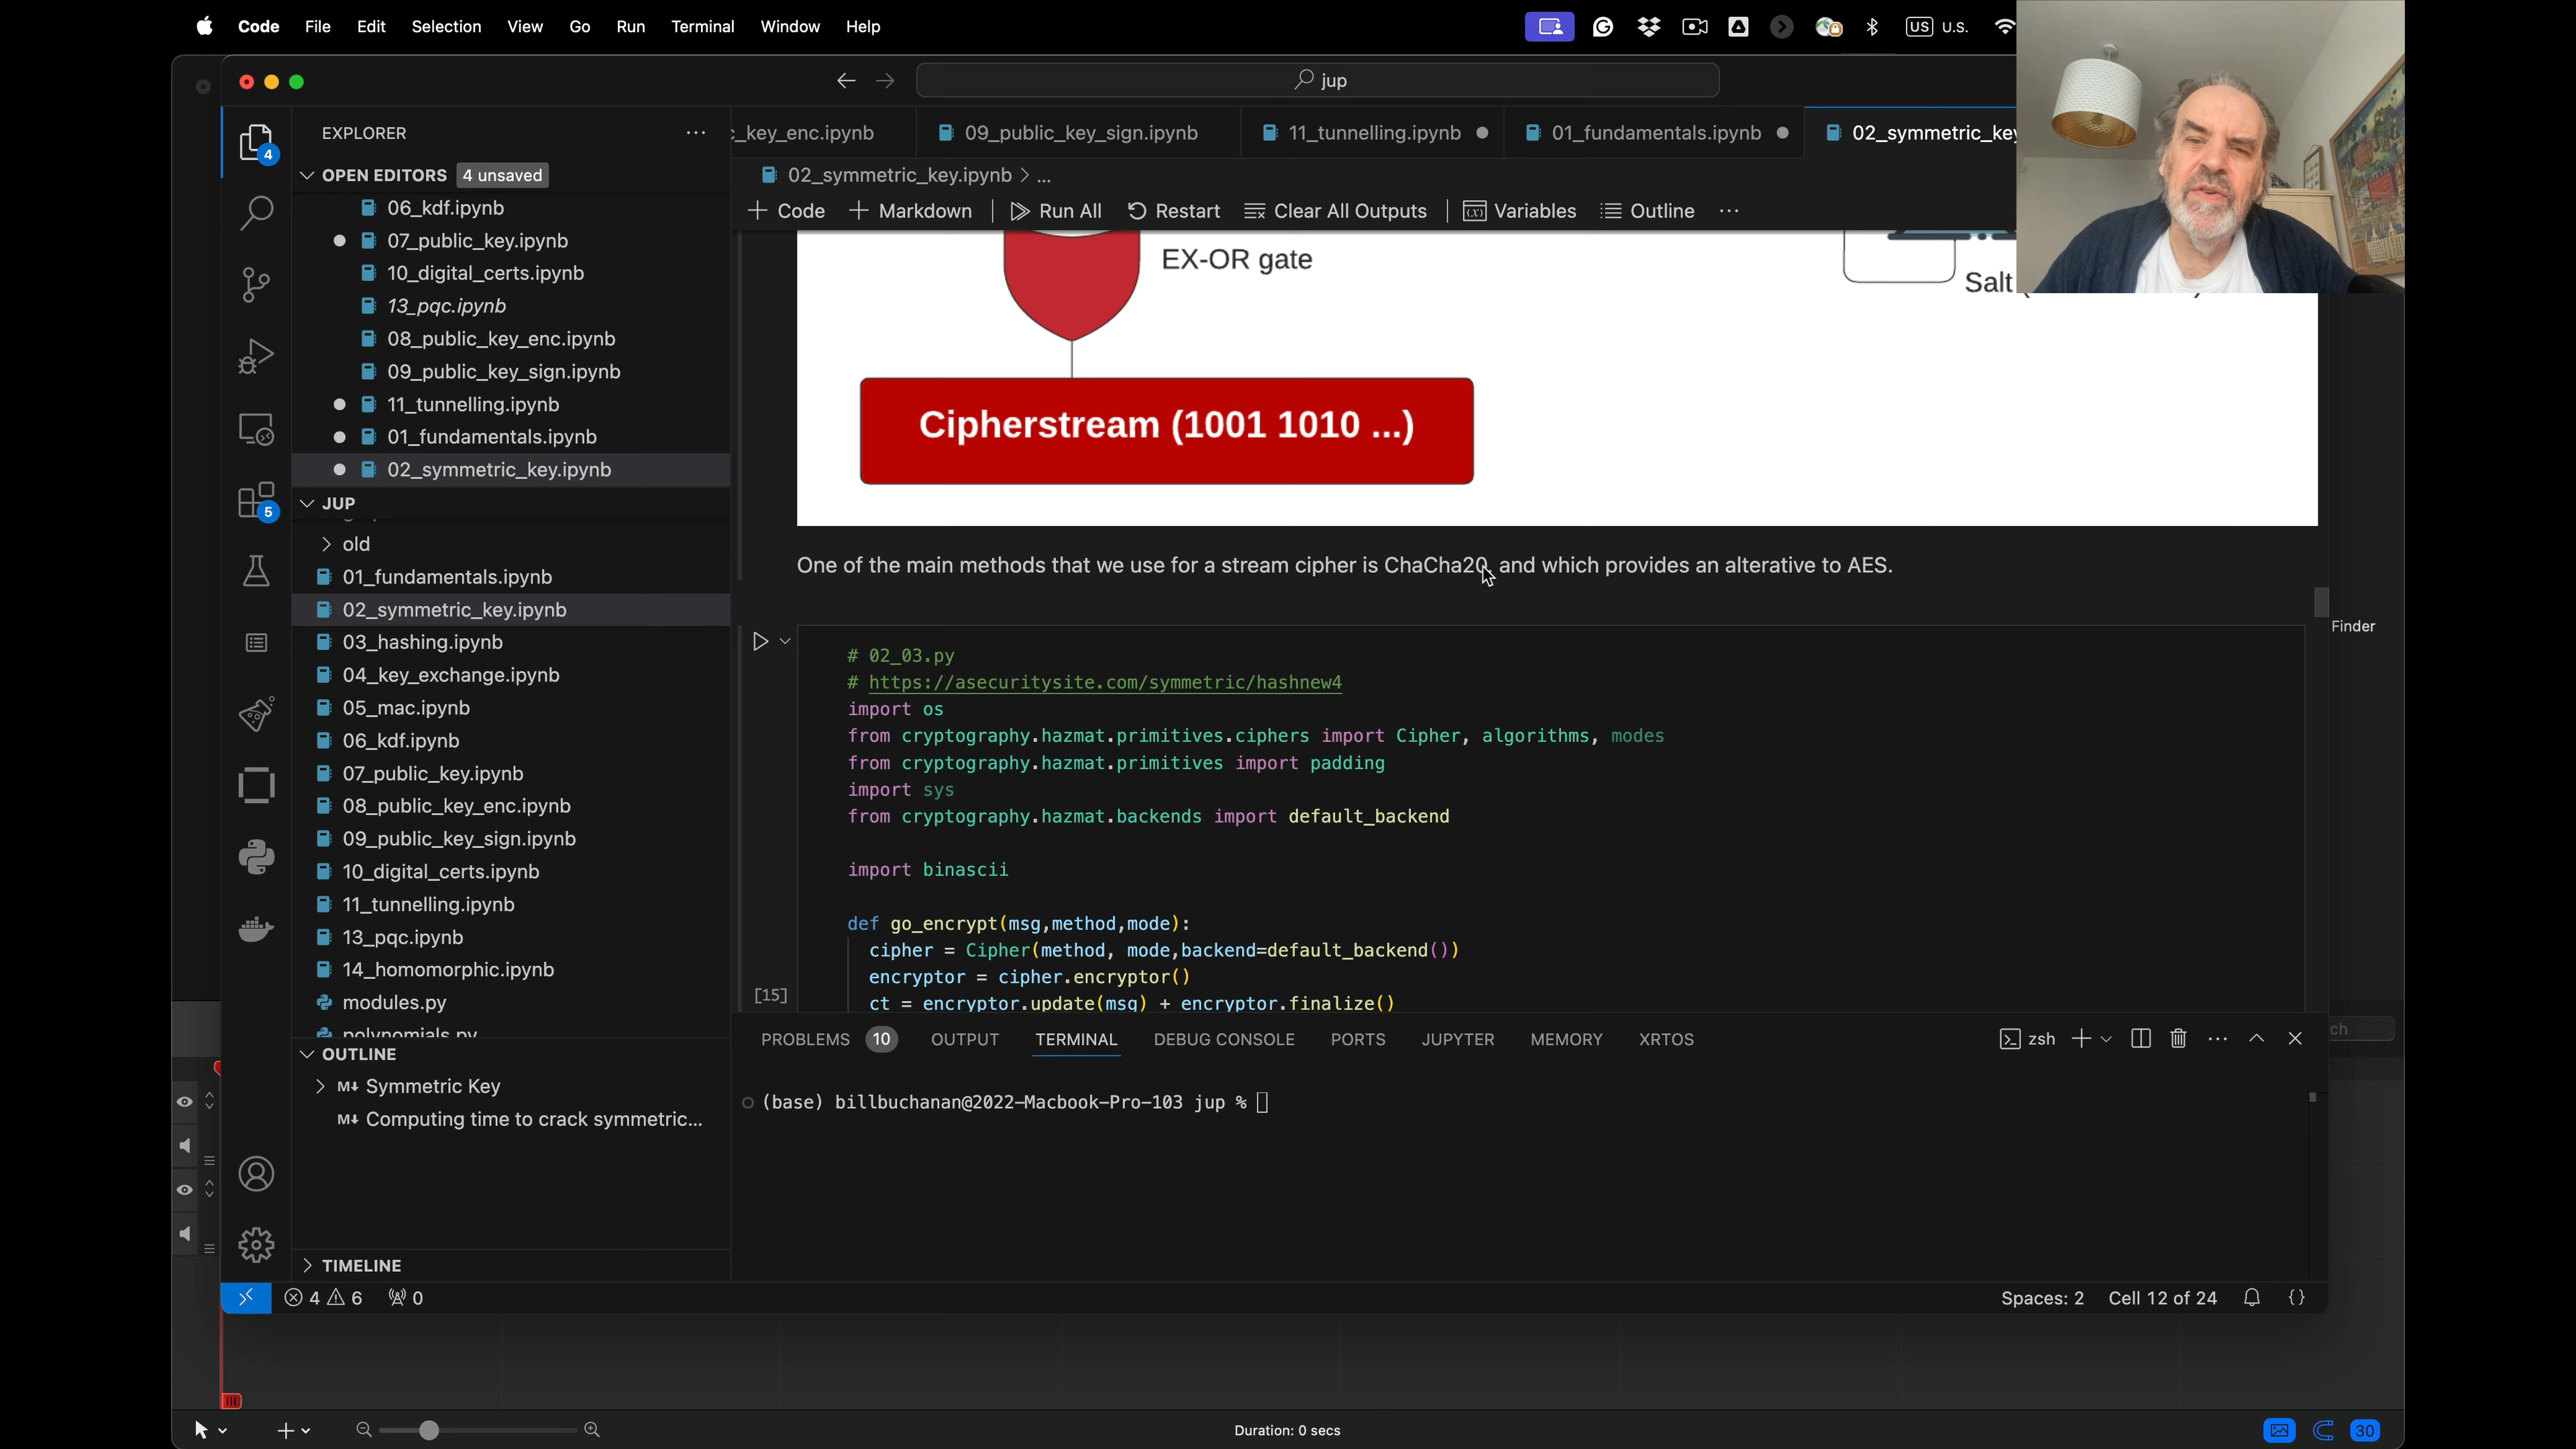 Code File Edit Selection View Go Run Terminal Window Help US U.S.
jup
EXPLORER
OPEN EDITORS 4 unsaved
06_kdf.ipynb
07_public_key.ipynb
10_digital_certs.ipynb
13_pqc.ipynb
08_public_key_enc.ipynb
09_public_key_sign.ipynb
11_tunnelling.ipynb
01_fundamentals.ipynb
02_symmetric_key.ipynb
JUP
old
01_fundamentals.ipynb
02_symmetric_key.ipynb
03_hashing.ipynb
04_key_exchange.ipynb
05_mac.ipynb
06_kdf.ipynb
07_public_key.ipynb
08_public_key_enc.ipynb
09_public_key_sign.ipynb
10_digital_certs.ipynb
11_tunnelling.ipynb
13_pqc.ipynb
14_homomorphic.ipynb
modules.py
polynomials.py
OUTLINE
M↓ Symmetric Key
M↓ Computing time to crack symmetric...
TIMELINE
4
5
_key_enc.ipynb 09_public_key_sign.ipynb 11_tunnelling.ipynb 01_fundamentals.ipynb 02_symmetric_key
02_symmetric_key.ipynb > ...
+ Code + Markdown Run All Restart Clear All Outputs (x) Variables Outline ...
EX-OR gate
Salt
Cipherstream (1001 1010 ...)
One of the main methods that we use for a stream cipher is ChaCha20, and which provides an alterative to AES.
# 02_03.py
# https://asecuritysite.com/symmetric/hashnew4
import os
from cryptography.hazmat.primitives.ciphers import Cipher, algorithms, modes
from cryptography.hazmat.primitives import padding
import sys
from cryptography.hazmat.backends import default_backend
import binascii
def go_encrypt(msg,method,mode):
cipher = Cipher(method, mode,backend=default_backend())
encryptor = cipher.encryptor()
ct = encryptor.update(msg) + encryptor.finalize()
[15]
Finder
ch
PROBLEMS 10 OUTPUT TERMINAL DEBUG CONSOLE PORTS JUPYTER MEMORY XRTOS zsh
(base) billbuchanan@2022-Macbook-Pro-103 jup %
4 6 0 Spaces: 2 Cell 12 of 24 {}
Duration: 0 secs
30